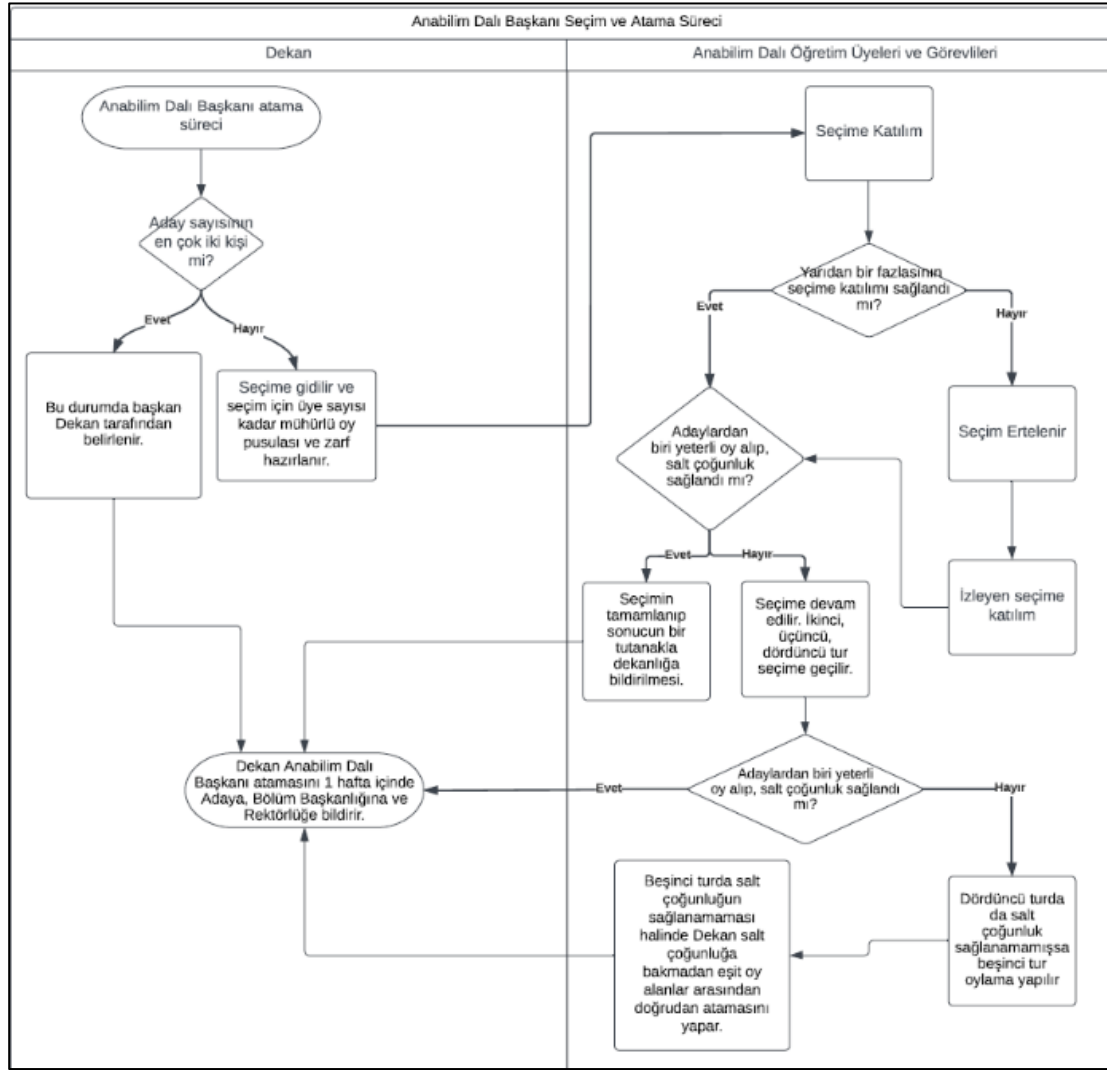 Anabilim Dalı Başkanı Seçim ve Atama Süreci
Dekan
Anabilim Dalı Öğretim Üyeleri ve Görevlileri
Anabilim Dalı Başkanı atama
süreci
Aday sayısının
en çok iki kişi
mi?
Evet
Hayır
Bu durumda başkan
Dekan tarafından
belirlenir.
Seçime gidilir ve
seçim için üye sayısı
kadar mühürlü oy
pusulası ve zarf
hazırlanır.
Seçime Katılım
Yarıdan bir fazlasının
seçime katılımı sağlandı
mı?
Evet
Hayır
Adaylardan
biri yeterli oy alıp,
salt çoğunluk
sağlandı mı?
Seçim Ertelenir
İzleyen seçime
katılım
Evet
Hayır
Seçimin
tamamlanıp
sonucun bir
tutanakla
dekanlığa
bildirilmesi.
Seçime devam
edilir. İkinci,
üçüncü,
dördüncü tur
seçime geçilir.
Adaylardan biri yeterli
oy alıp, salt çoğunluk sağlandı
mı?
Evet
Hayır
Dekan Anabilim Dalı
Başkanı atamasını 1 hafta içinde
Adaya, Bölüm Başkanlığına ve
Rektörlüğe bildirir.
Dördüncü turda
da salt
çoğunluk
sağlanamamışsa
beşinci tur
oylama yapılır
Beşinci turda salt
çoğunluğun
sağlanamaması
halinde Dekan salt
çoğunluğa
bakmadan eşit oy
alanlar arasından
doğrudan atamasını
yapar.